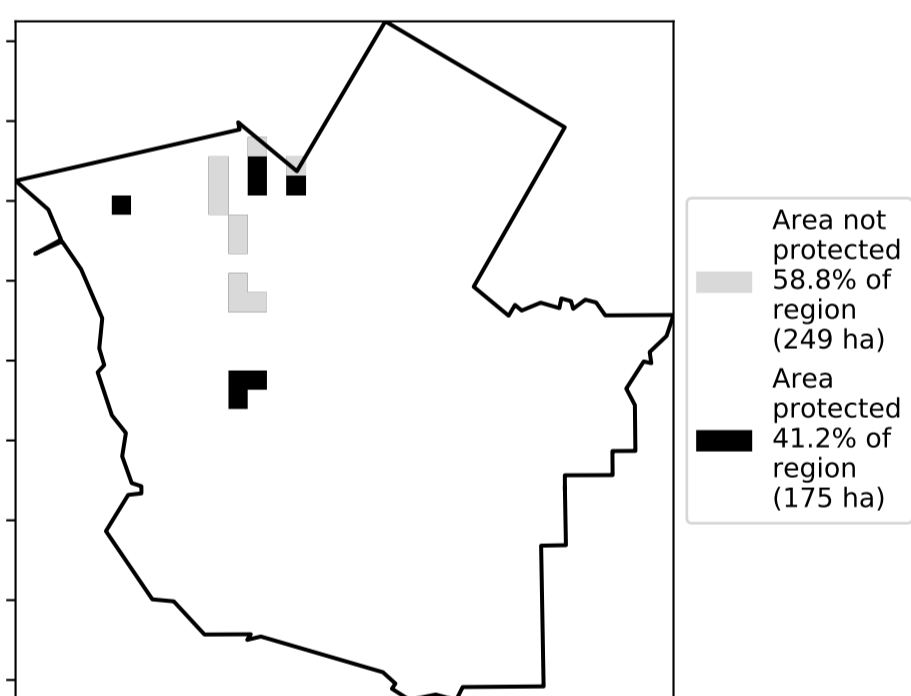 Area not
protected
58.8% of
region
(249 ha)
Area
protected
41.2% of
region
(175 ha)